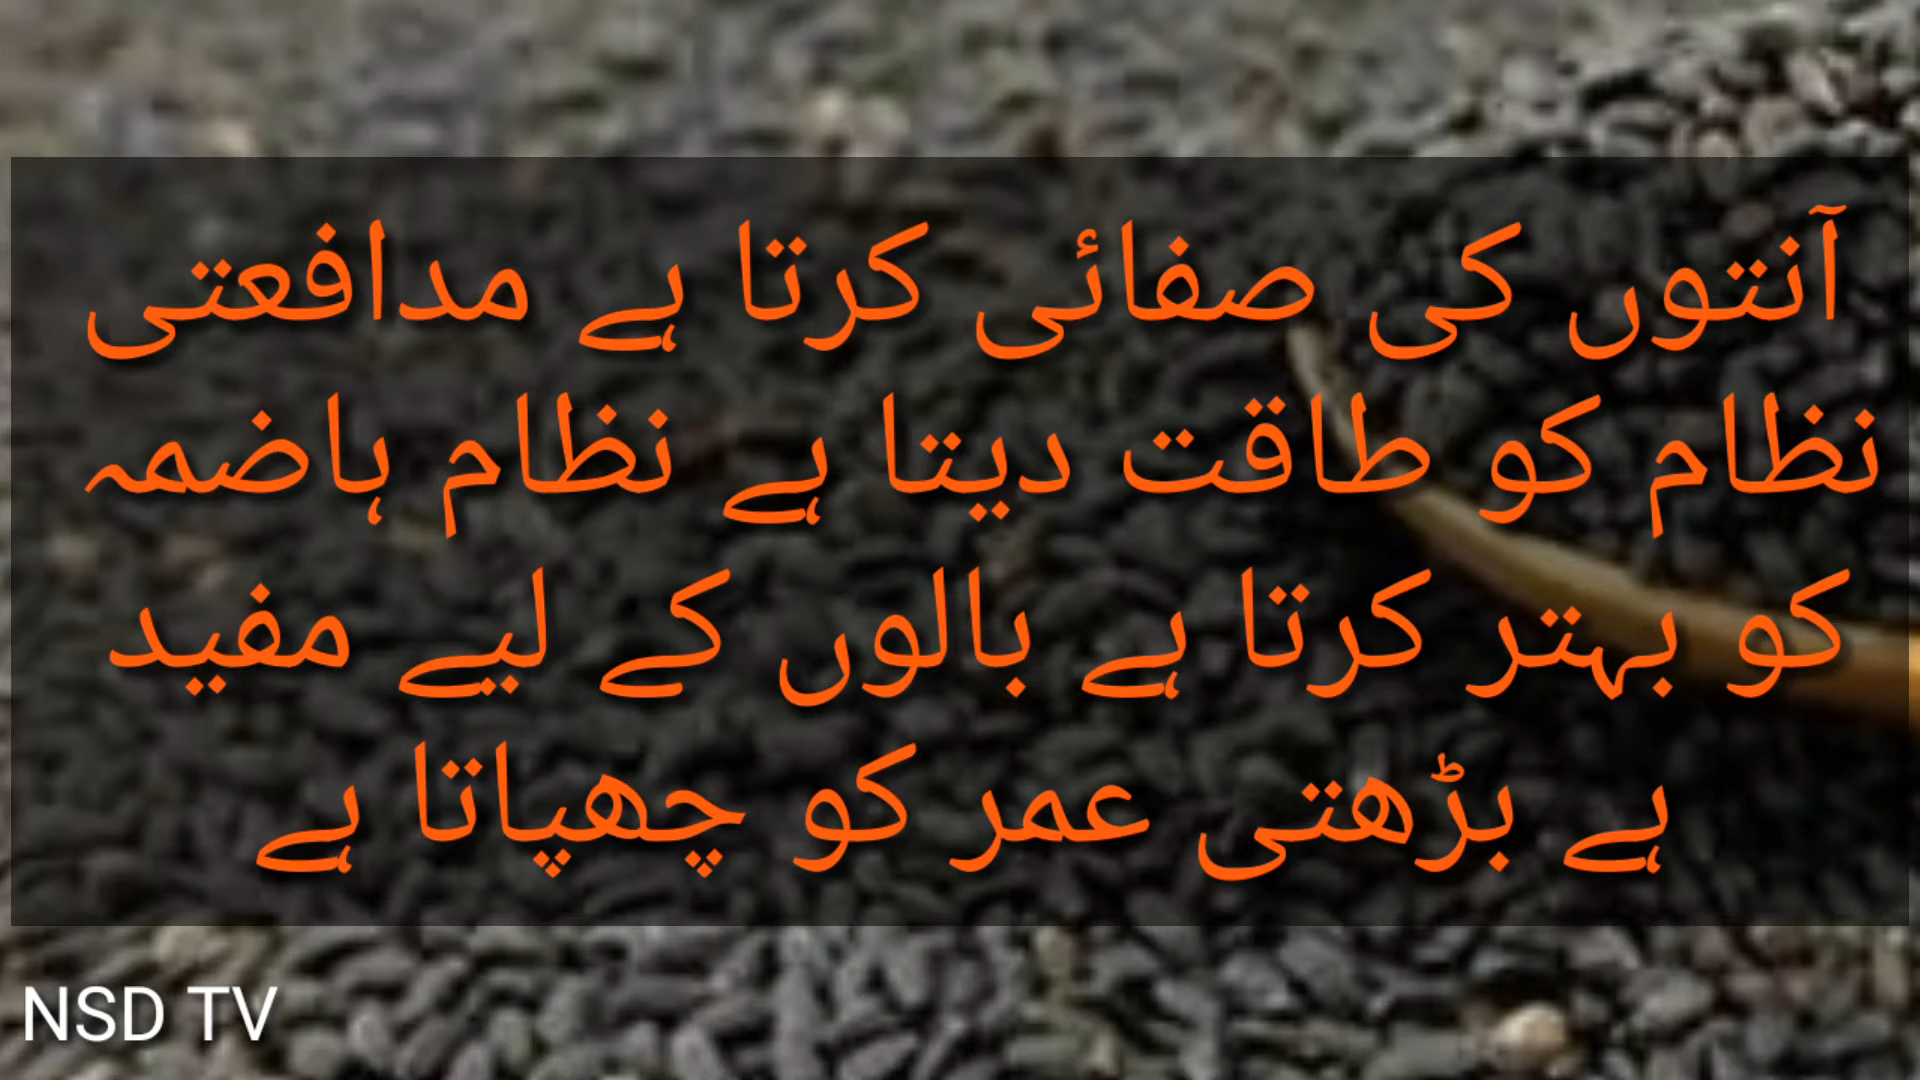 آنتوں کی صفائی کرتا ہے مدافعتی
نظام کو طاقت دیتا ہے نظام ہاضمہ
کو بہتر کرتا ہے بالوں کے لیے مفید
ہے بڑھتی عمر کو چھپاتا ہے
NSD TV